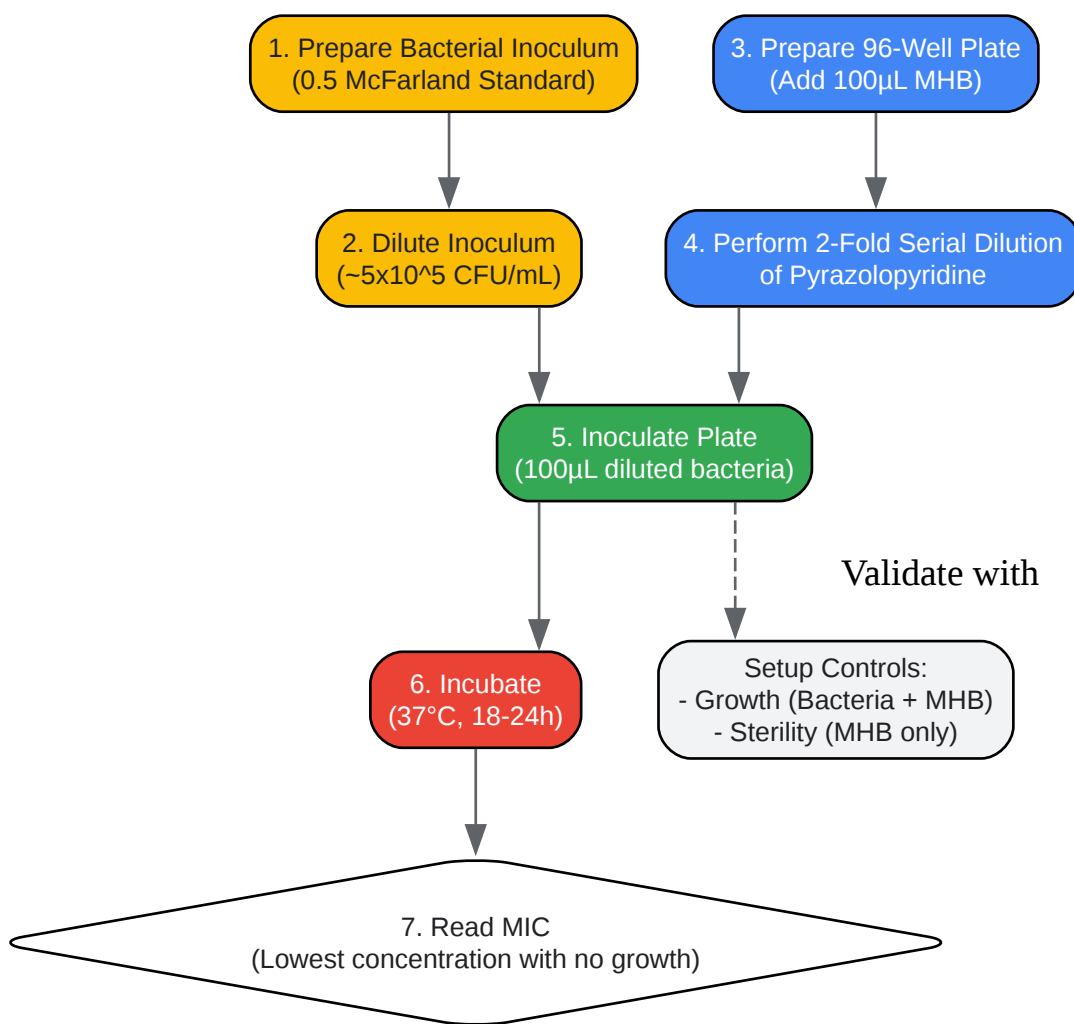 1. Prepare Bacterial Inoculum
(0.5 McFarland Standard)
3. Prepare 96-Well Plate
(Add 100µL MHB)
2. Dilute Inoculum
(~5x10^5 CFU/mL)
4. Perform 2-Fold Serial Dilution
of Pyrazolopyridine
5. Inoculate Plate
(100µL diluted bacteria)
Validate with
6. Incubate
(37°C, 18-24h)
Setup Controls:
- Growth (Bacteria + MHB)
- Sterility (MHB only)
7. Read MIC
(Lowest concentration with no growth)